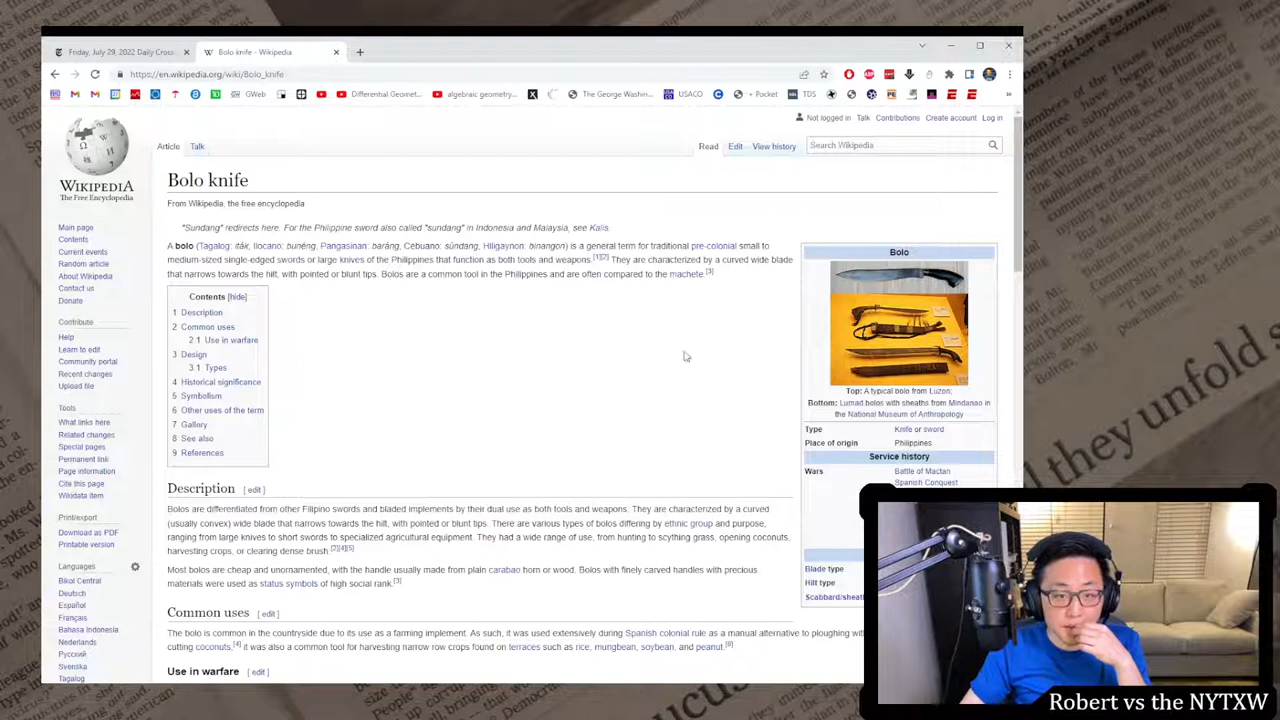 Friday, July 29, 2022 Daily Cross
Bolo knife - Wikipedia
https://en.wikipedia.org/wiki/Bolo_knife
GWeb
Differential Geomet...
algebraic geometry...
The George Washin...
USACO
+ Pocket
TDS
Not logged in Talk Contributions Create account Log in
Article Talk Read Edit View history Search Wikipedia
WIKIPEDIA
The Free Encyclopedia
Main page
Contents
Current events
Random article
About Wikipedia
Contact us
Donate
Contribute
Help
Learn to edit
Community portal
Recent changes
Upload file
Tools
What links here
Related changes
Special pages
Permanent link
Page information
Cite this page
Wikidata item
Print/export
Download as PDF
Printable version
Languages
Bikol Central
Deutsch
Español
Français
Bahasa Indonesia
Nederlands
Русский
Svenska
Tagalog
Bolo knife
From Wikipedia, the free encyclopedia
"Sundang" redirects here. For the Philippine sword also called "sundang" in Indonesia and Malaysia, see Kalis.
A bolo (Tagalog: iták, Ilocano: bunéng, Pangasinan: baráng, Cebuano: súndang, Hiligaynon: binangon) is a general term for traditional pre-colonial small to
medium-sized single-edged swords or large knives of the Philippines that function as both tools and weapons.[1][2] They are characterized by a curved wide blade
that narrows towards the hilt, with pointed or blunt tips. Bolos are a common tool in the Philippines and are often compared to the machete.[3]
Contents [hide]
1 Description
2 Common uses
2.1 Use in warfare
3 Design
3.1 Types
4 Historical significance
5 Symbolism
6 Other uses of the term
7 Gallery
8 See also
9 References
Bolo
Top: A typical bolo from Luzon;
Bottom: Lumad bolos with sheaths from Mindanao in
the National Museum of Anthropology
Type Knife or sword
Place of origin Philippines
Service history
Wars Battle of Mactan
Spanish Conquest
Blade type
Hilt type
Scabbard/sheath
Description [ edit ]
Bolos are differentiated from other Filipino swords and bladed implements by their dual use as both tools and weapons. They are characterized by a curved
(usually convex) wide blade that narrows towards the hilt, with pointed or blunt tips. There are various types of bolos differing by ethnic group and purpose,
ranging from large knives to short swords to specialized agricultural equipment. They had a wide range of use, from hunting to scything grass, opening coconuts,
harvesting crops, or clearing dense brush.[2][4][5]
Most bolos are cheap and unornamented, with the handle usually made from plain carabao horn or wood. Bolos with finely carved handles with precious
materials were used as status symbols of high social rank.[3]
Common uses [ edit ]
The bolo is common in the countryside due to its use as a farming implement. As such, it was used extensively during Spanish colonial rule as a manual alternative to ploughing wit
cutting coconuts,[4] it was also a common tool for harvesting narrow row crops found on terraces such as rice, mungbean, soybean, and peanut.[6]
Use in warfare [ edit ]
they unfold
Robert vs the NYTXW